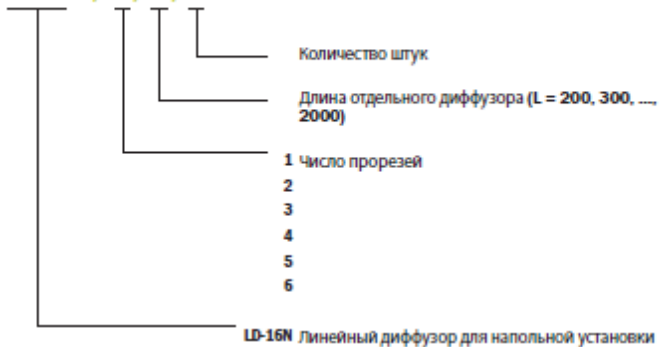 Количество штук
Длина отдельного диффузора (L = 200, 300, ...,
2000)
1 Число прорезей
2
3
4
5
6
LD-16N Линейный диффузор для напольной установки